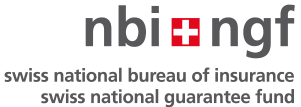 nbi ngf
swiss national bureau of insurance
swiss national guarantee fund